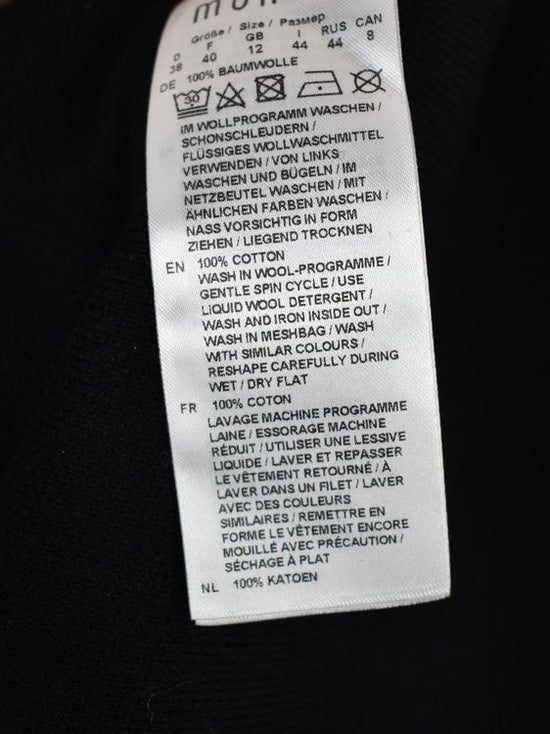 Größe / Size / Размер
D F GB I RUS CAN
38 40 12 44 44 8
DE 100% BAUMWOLLE
30
IM WOLLPROGRAMM WASCHEN /
SCHONSCHLEUDERN /
FLÜSSIGES WOLLWASCHMITTEL
VERWENDEN / VON LINKS
WASCHEN UND BÜGELN / IM
NETZBEUTEL WASCHEN / MIT
ÄHNLICHEN FARBEN WASCHEN /
NASS VORSICHTIG IN FORM
ZIEHEN / LIEGEND TROCKNEN
EN 100% COTTON
WASH IN WOOL-PROGRAMME /
GENTLE SPIN CYCLE / USE
LIQUID WOOL DETERGENT /
WASH AND IRON INSIDE OUT /
WASH IN MESHBAG / WASH
WITH SIMILAR COLOURS /
RESHAPE CAREFULLY DURING
WET / DRY FLAT
FR 100% COTON
LAVAGE MACHINE PROGRAMME
LAINE / ESSORAGE MACHINE
RÉDUIT / UTILISER UNE LESSIVE
LIQUIDE / LAVER ET REPASSER
LE VÊTEMENT RETOURNÉ / À
LAVER DANS UN FILET / LAVER
AVEC DES COULEURS
SIMILAIRES / REMETTRE EN
FORME LE VÊTEMENT ENCORE
MOUILLÉ AVEC PRÉCAUTION /
SÉCHAGE À PLAT
NL 100% KATOEN